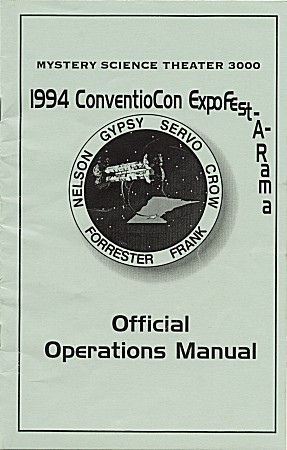 MYSTERY SCIENCE THEATER 3000
1994 ConventioCon ExpoFest-A-Rama
NELSON GYPSY SERVO CROW
FORRESTER FRANK
Official
Operations Manual